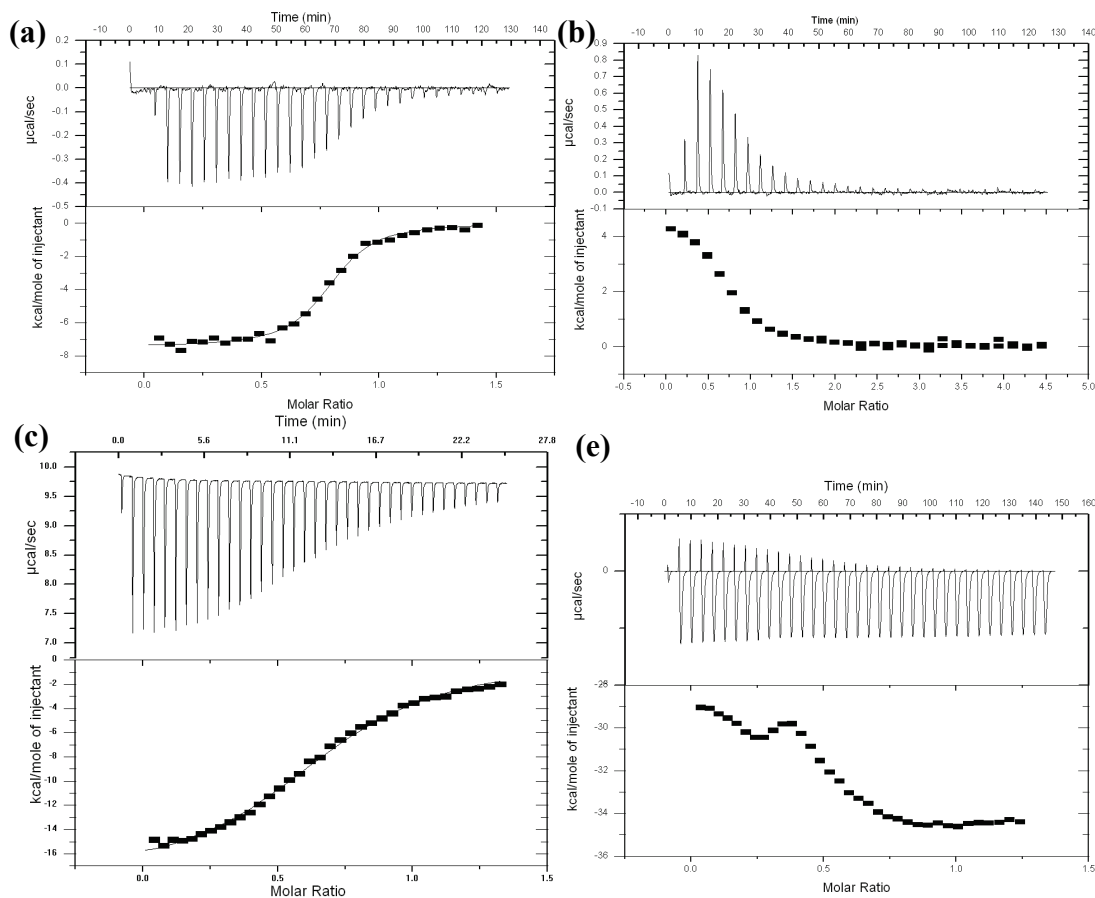 (a)
Time (min)
-10 0 10 20 30 40 50 60 70 80 90 100 110 120 130 140
0.2
0.1
0.0
-0.1
-0.2
-0.3
-0.4
-0.5
µcal/sec
0
-2
-4
-6
-8
kcal/mole of injectant
0.0 0.5 1.0 1.5
Molar Ratio
(b)
Time (min)
-10 0 10 20 30 40 50 60 70 80 90 100 110 120 130 140
0.9
0.8
0.7
0.6
0.5
0.4
0.3
0.2
0.1
0.0
-0.1
µcal/sec
4
2
0
kcal/mole of injectant
-0.5 0.0 0.5 1.0 1.5 2.0 2.5 3.0 3.5 4.0 4.5 5.0
Molar Ratio
(c)
Time (min)
0.0 5.6 11.1 16.7 22.2 27.8
10.0
9.5
9.0
8.5
8.0
7.5
7.0
µcal/sec
0
-2
-4
-6
-8
-10
-12
-14
-16
kcal/mole of injectant
0.0 0.5 1.0 1.5
Molar Ratio
(e)
Time (min)
-10 0 10 20 30 40 50 60 70 80 90 100 110 120 130 140 150 160
0
µcal/sec
-28
-30
-32
-34
-36
kcal/mole of injectant
0.0 0.5 1.0 1.5
Molar Ratio